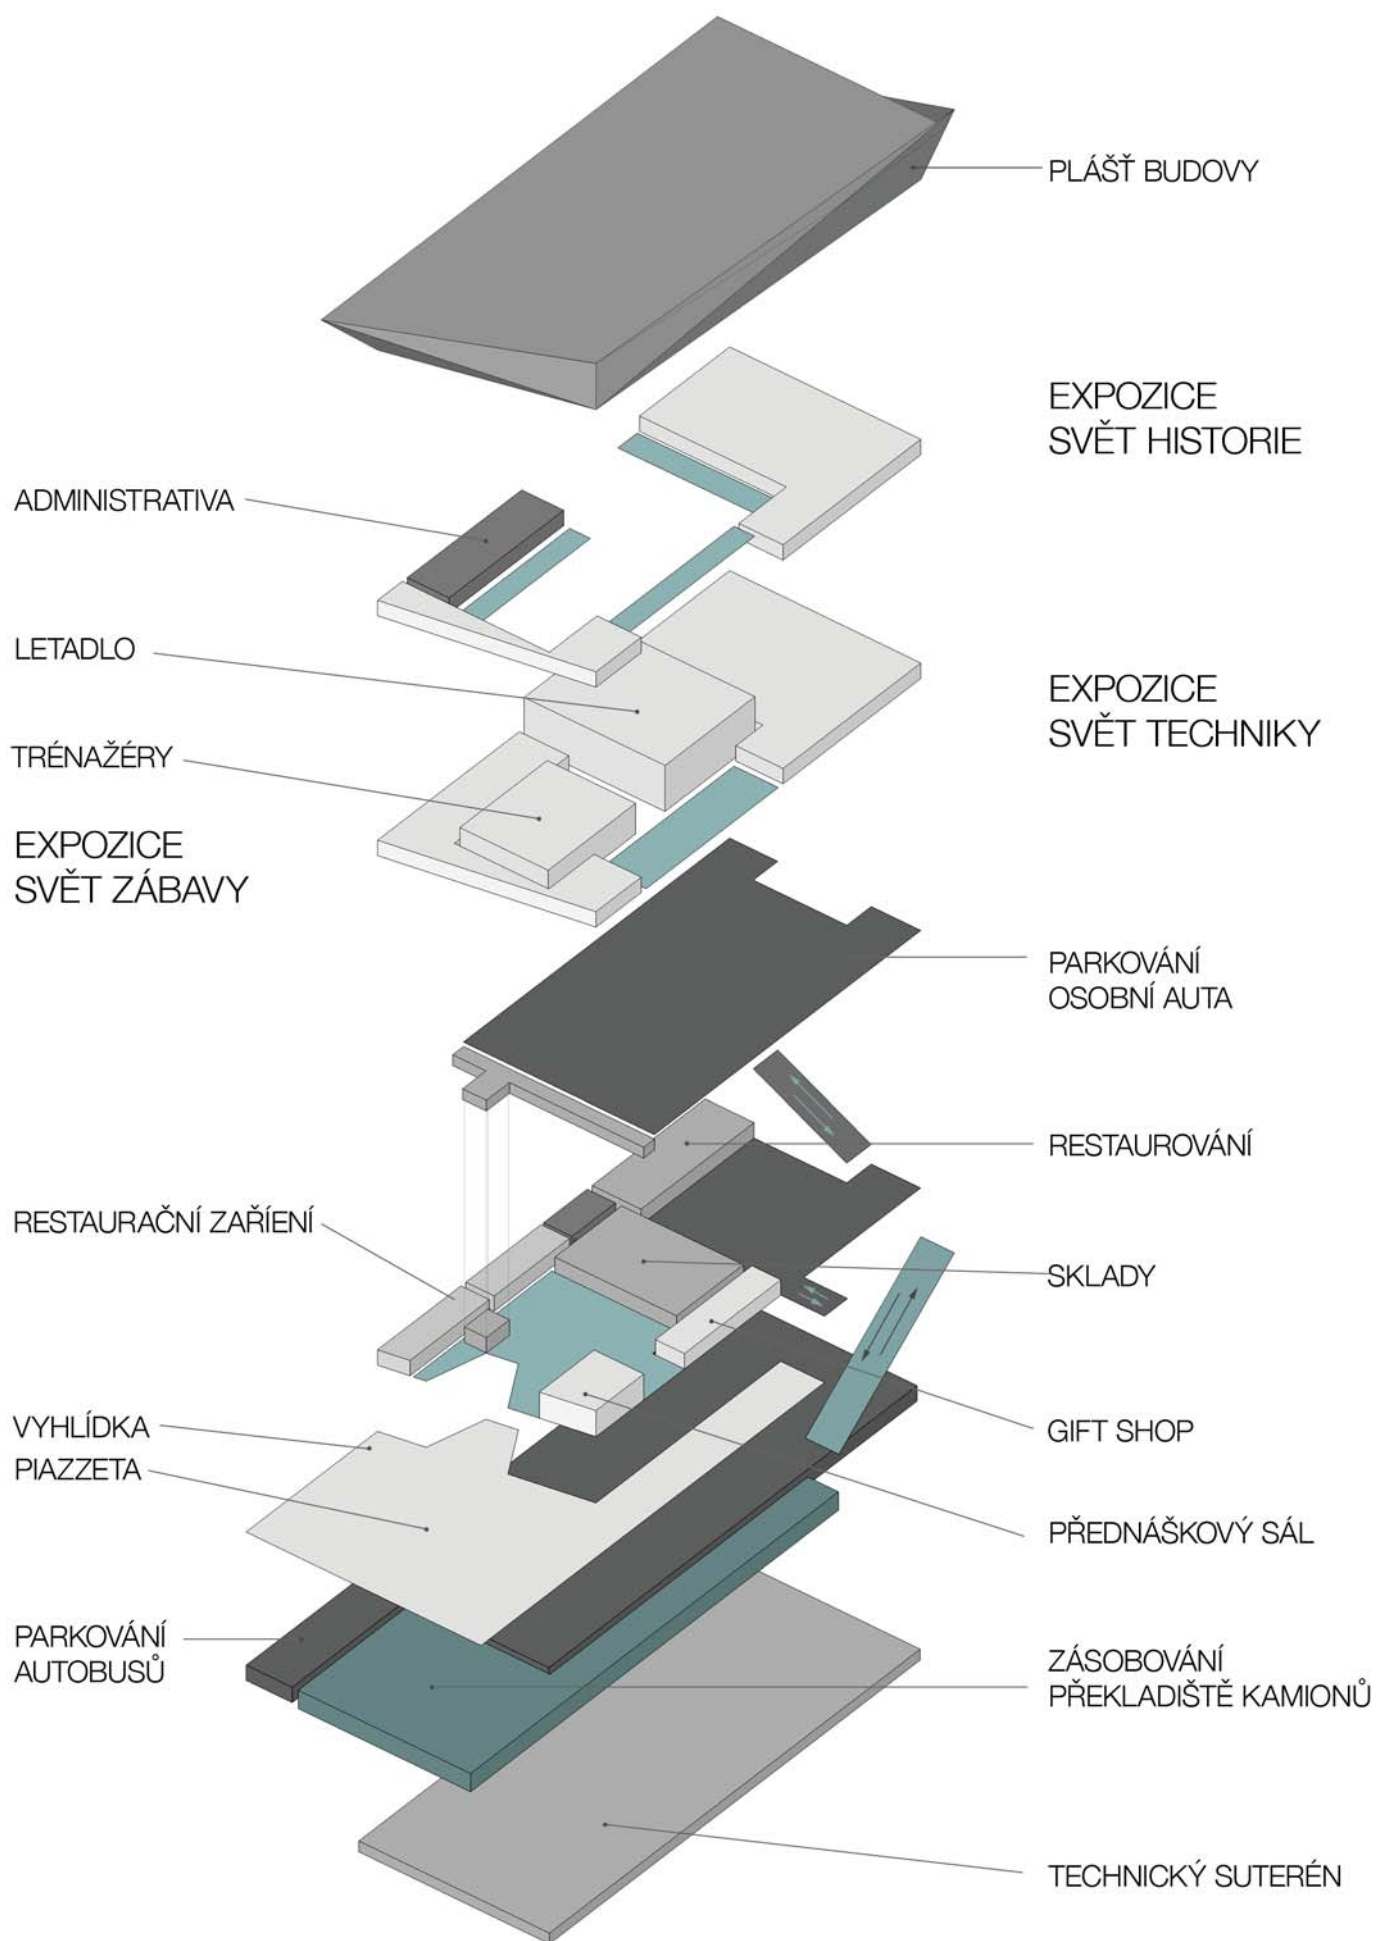 PLÁŠŤ BUDOVY
EXPOZICE
SVĚT HISTORIE
ADMINISTRATIVA
LETADLO
EXPOZICE
SVĚT TECHNIKY
TRÉNAŽÉRY
EXPOZICE
SVĚT ZÁBAVY
PARKOVÁNÍ
OSOBNÍ AUTA
RESTAUROVÁNÍ
RESTAURAČNÍ ZAŘÍENÍ
SKLADY
VYHLÍDKA
GIFT SHOP
PIAZZETA
PŘEDNÁŠKOVÝ SÁL
PARKOVÁNÍ
AUTOBUSŮ
ZÁSOBOVÁNÍ
PŘEKLADIŠTĚ KAMIONŮ
TECHNICKÝ SUTERÉN